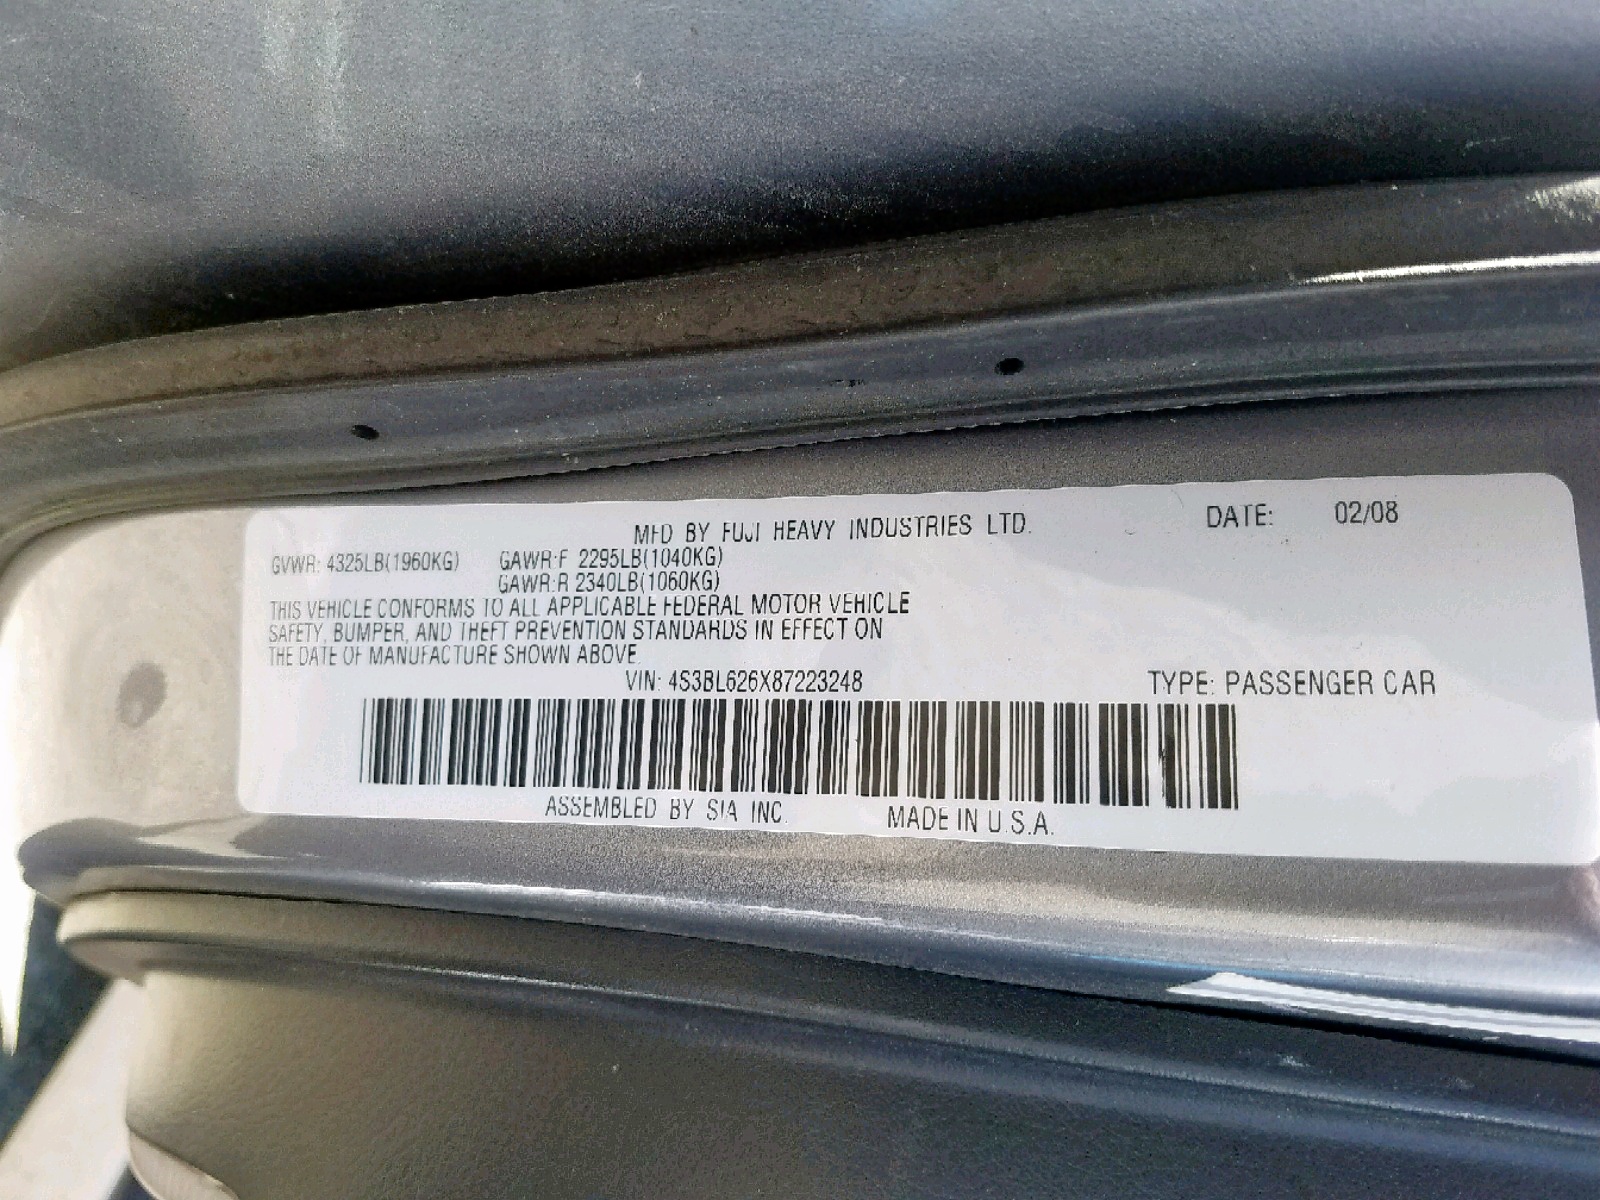 MFD BY FUJI HEAVY INDUSTRIES LTD. DATE: 02/08
GVWR: 4325LB(1960KG) GAWR:F 2295LB(1040KG)
GAWR:R 2340LB(1060KG)
THIS VEHICLE CONFORMS TO ALL APPLICABLE FEDERAL MOTOR VEHICLE
SAFETY, BUMPER, AND THEFT PREVENTION STANDARDS IN EFFECT ON
THE DATE OF MANUFACTURE SHOWN ABOVE.
VIN: 4S3BL626X87223248 TYPE: PASSENGER CAR
ASSEMBLED BY SIA INC. MADE IN U.S.A.